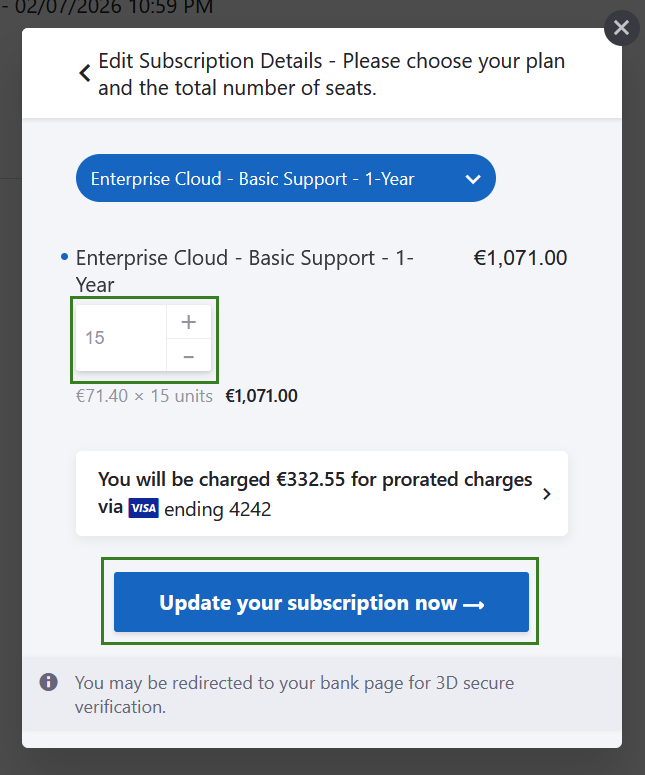 - 02/07/2026 10:59 PM
Edit Subscription Details - Please choose your plan
and the total number of seats.
Enterprise Cloud - Basic Support - 1-Year
Enterprise Cloud - Basic Support - 1-
Year
€1,071.00
15
+
-
€71.40 × 15 units €1,071.00
You will be charged €332.55 for prorated charges
via VISA ending 4242
Update your subscription now →
You may be redirected to your bank page for 3D secure
verification.